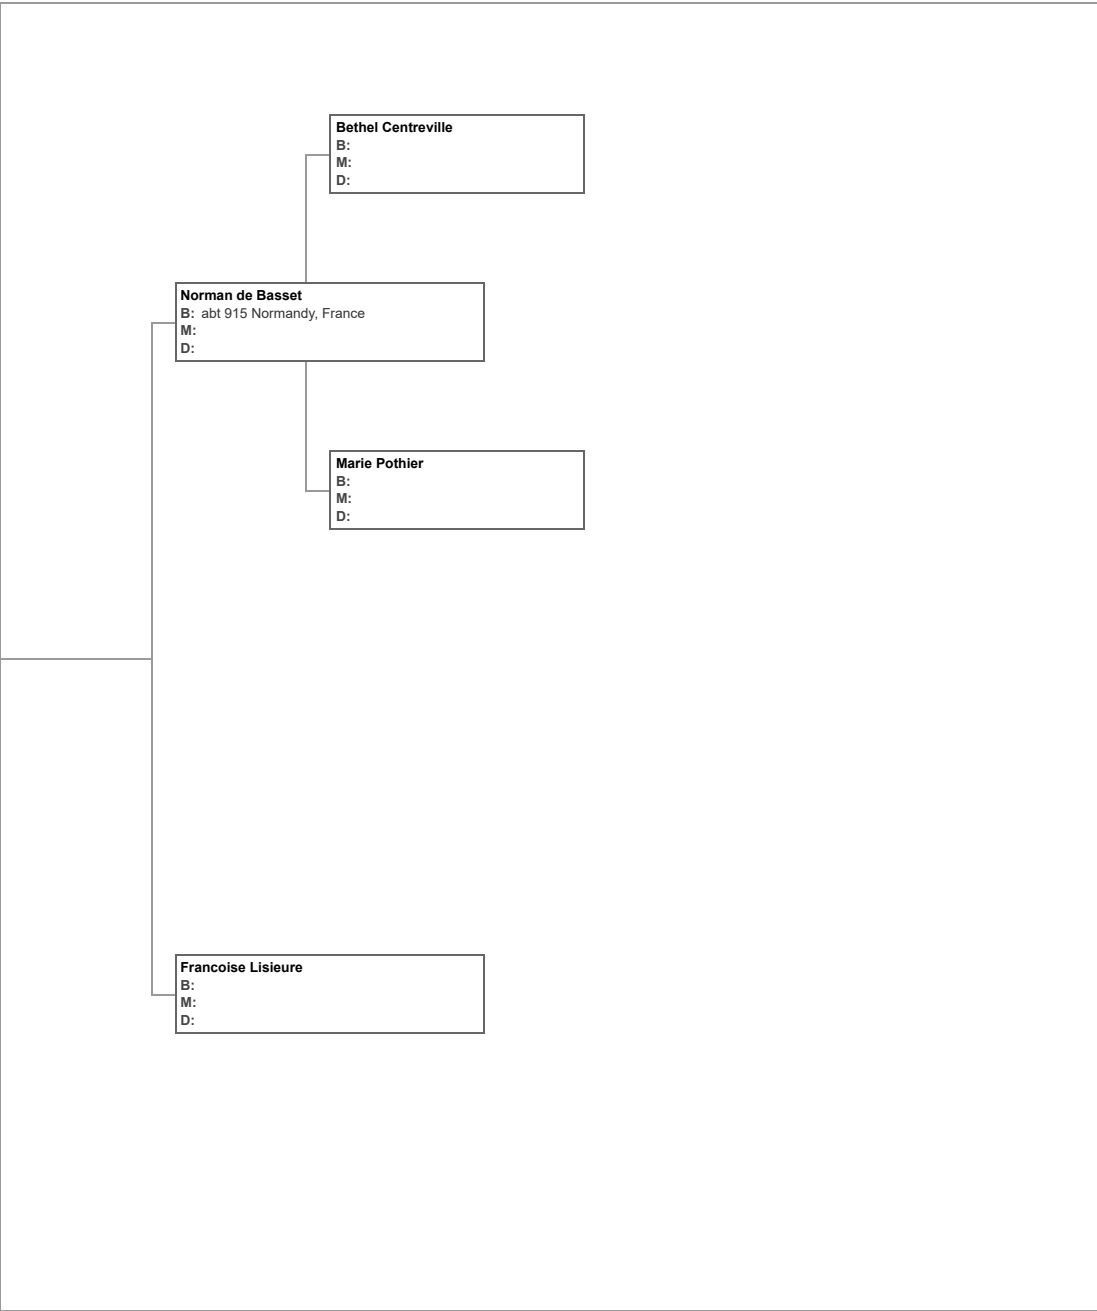 Bethel Centreville
B:
M:
D:
Norman de Basset
B: abt 915 Normandy, France
M:
D:
Marie Pothier
B:
M:
D:
Francoise Lisieure
B:
M:
D: